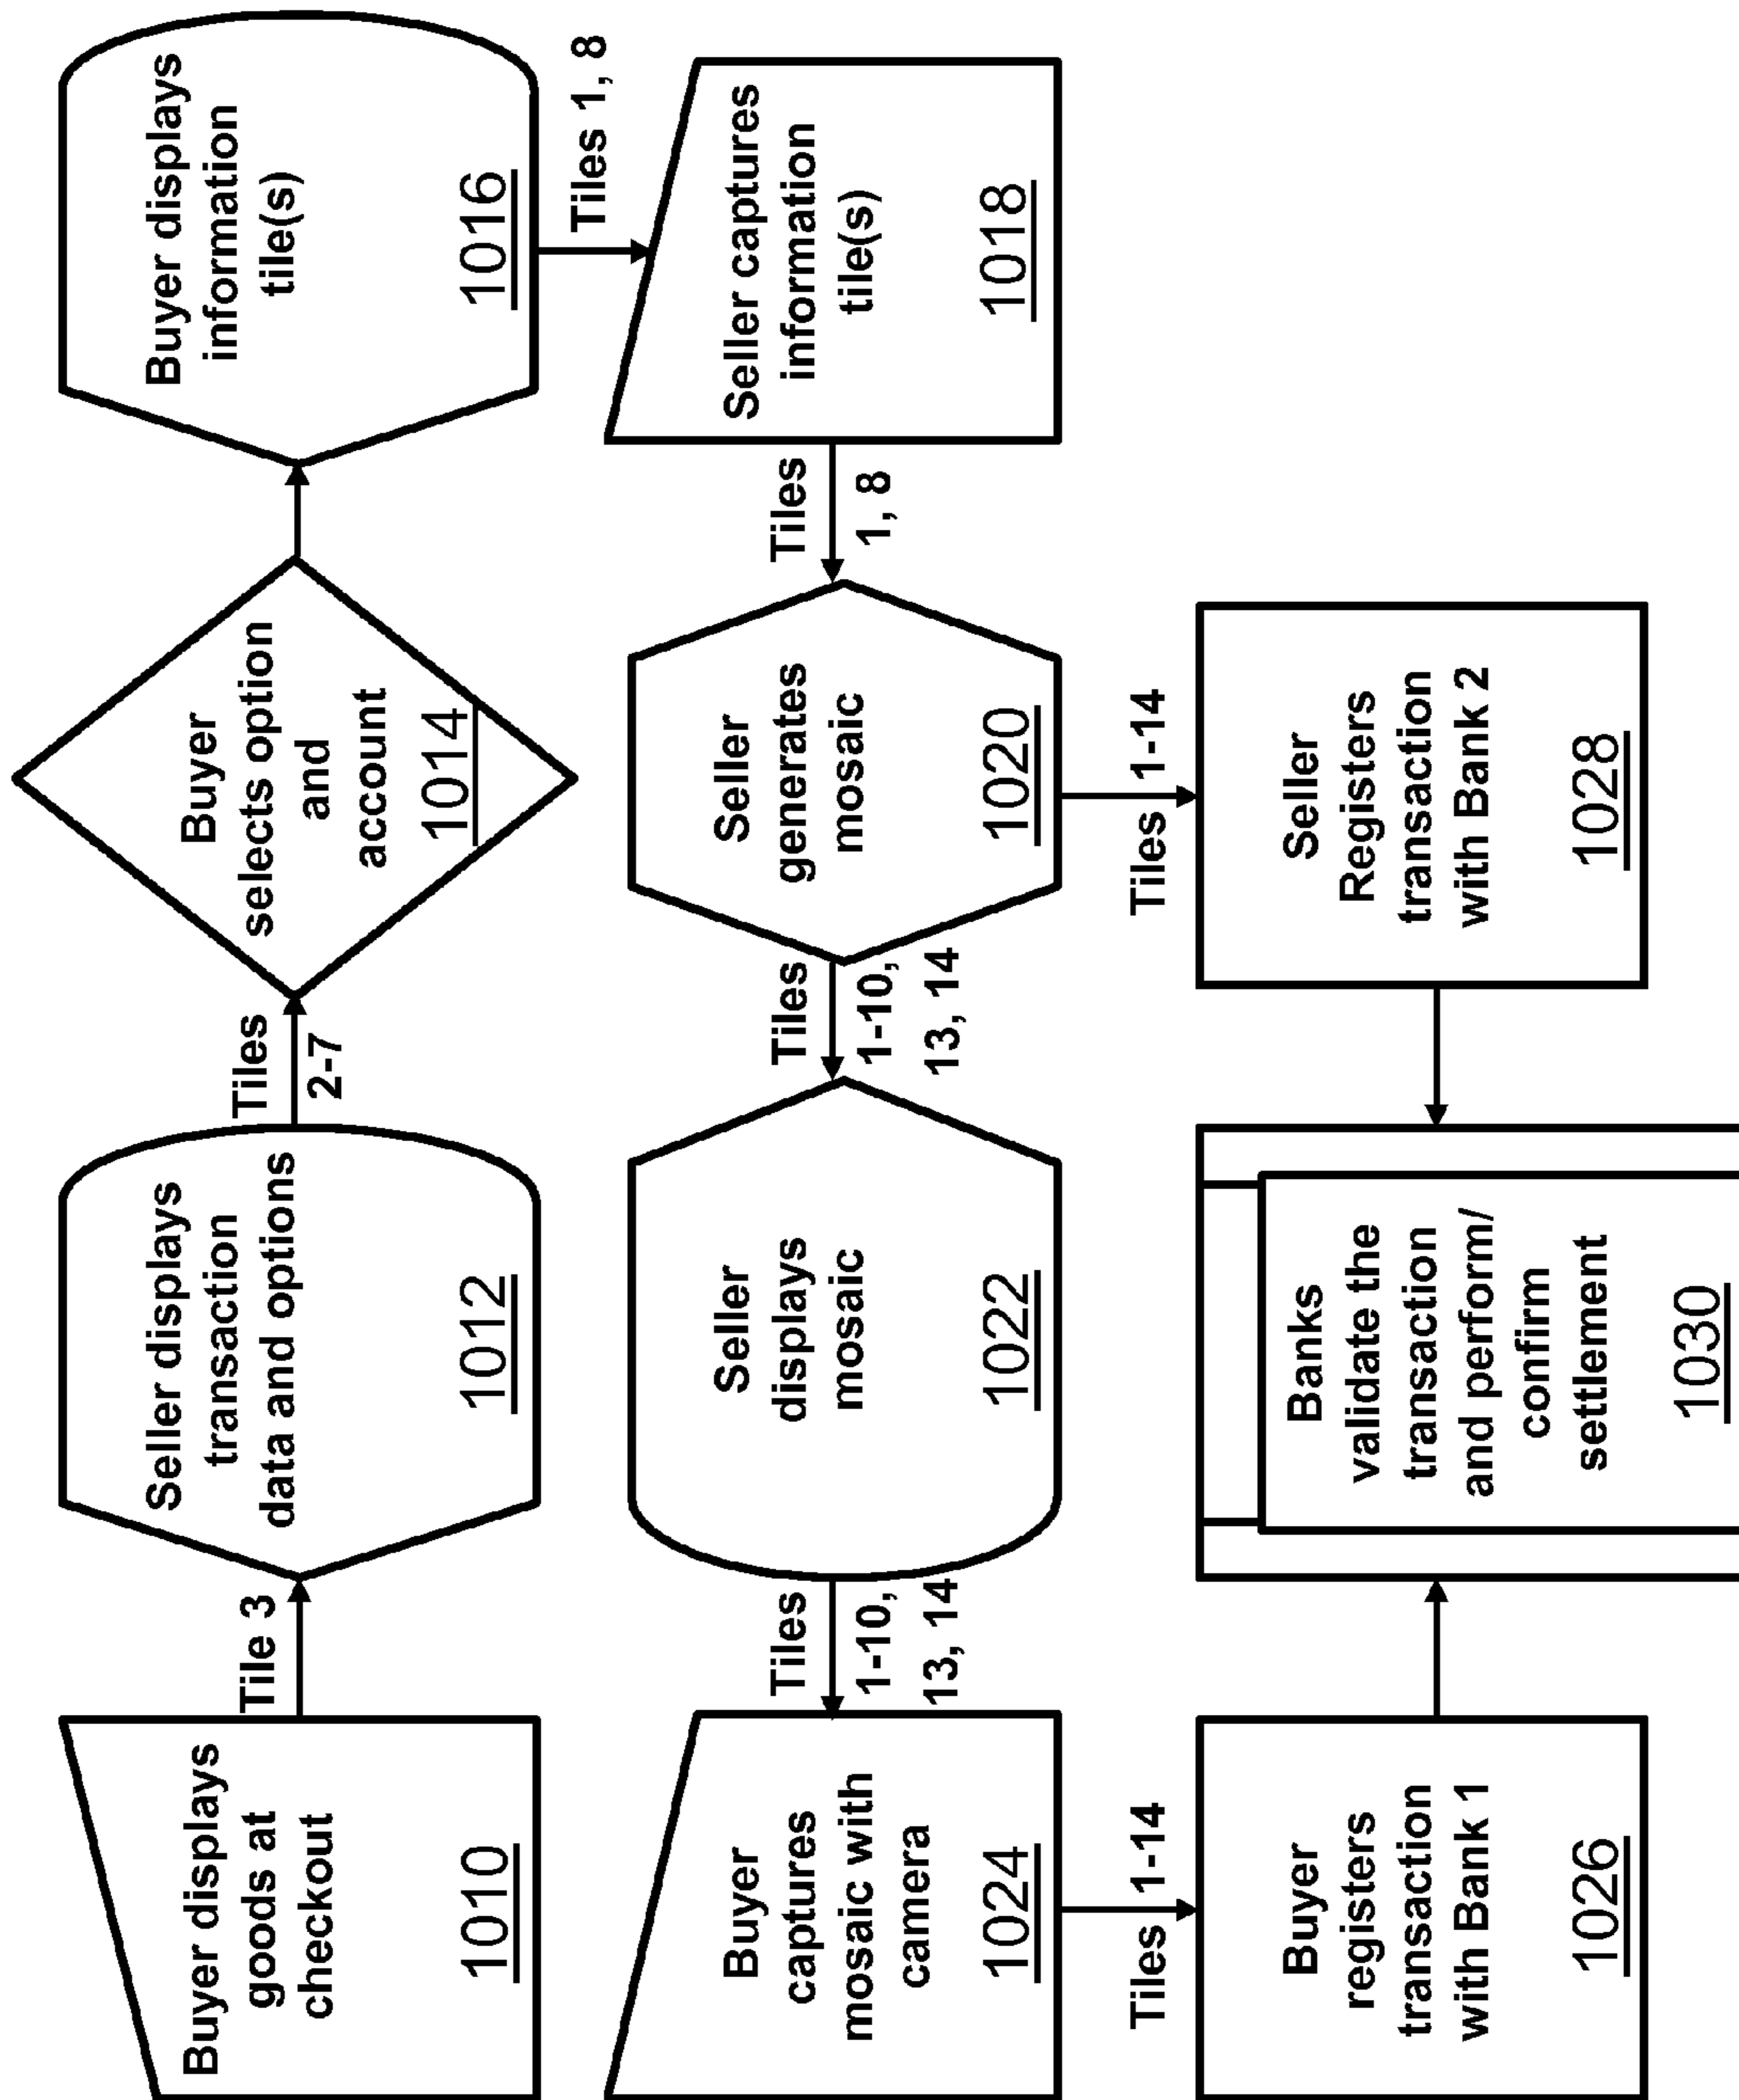 Buyer displays
goods at
checkout
1010
Tile 3
Seller displays
transaction
data and options
1012
Tiles
2-7
Buyer
selects option
and
account
1014
Buyer displays
information
tile(s)
1016
Tiles 1, 8
Seller captures
information
tile(s)
1018
Tiles
1, 8
Seller
generates
mosaic
1020
Tiles
1-10,
13, 14
Seller
displays
mosaic
1022
Tiles
1-10,
13, 14
Buyer
captures
mosaic with
camera
1024
Tiles 1-14
Buyer
registers
transaction
with Bank 1
1026
Tiles 1-14
Seller
Registers
transaction
with Bank 2
1028
Banks
validate the
transaction
and perform/
confirm
settlement
1030